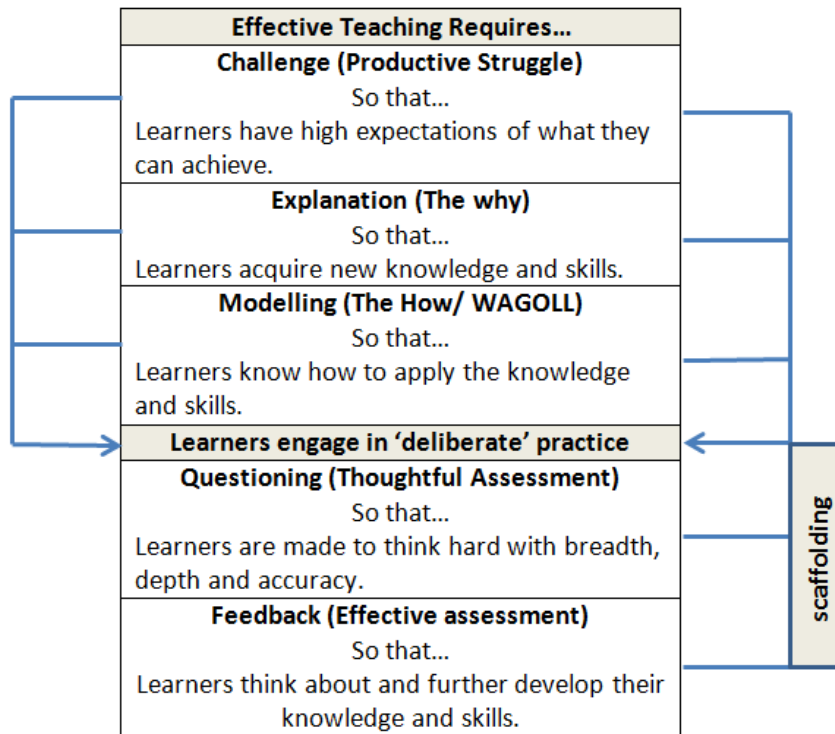 Effective Teaching Requires…
Challenge (Productive Struggle)
So that…
Learners have high expectations of what they
can achieve.
Explanation (The why)
So that…
Learners acquire new knowledge and skills.
Modelling (The How/ WAGOLL)
So that…
Learners know how to apply the knowledge
and skills.
Learners engage in ‘deliberate’ practice
Questioning (Thoughtful Assessment)
So that…
Learners are made to think hard with breadth,
depth and accuracy.
Feedback (Effective assessment)
So that…
Learners think about and further develop their
knowledge and skills.
scaffolding